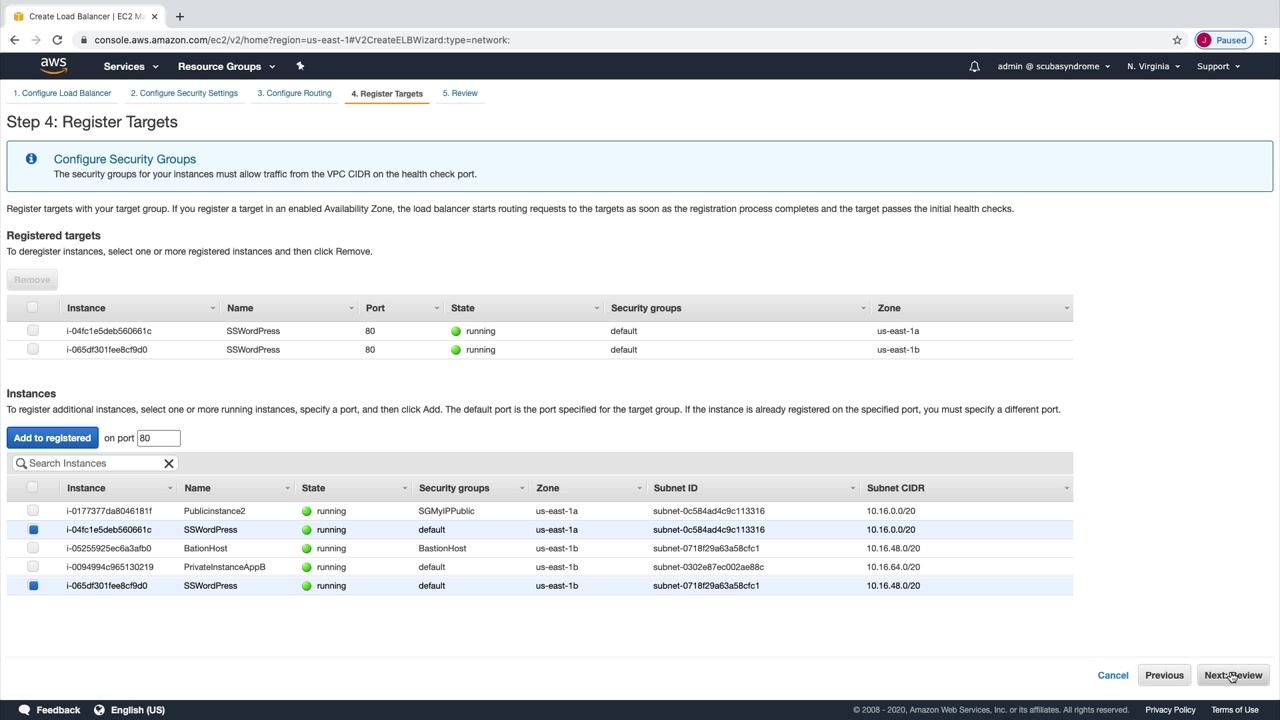 Create Load Balancer | EC2 Ma
console.aws.amazon.com/ec2/v2/home?region=us-east-1#V2CreateELBWizard:type=network:
J Paused
aws Services Resource Groups admin @ scubasyndrome N. Virginia Support
1. Configure Load Balancer 2. Configure Security Settings 3. Configure Routing 4. Register Targets 5. Review
Step 4: Register Targets
Configure Security Groups
The security groups for your instances must allow traffic from the VPC CIDR on the health check port.
Register targets with your target group. If you register a target in an enabled Availability Zone, the load balancer starts routing requests to the targets as soon as the registration process completes and the target passes the initial health checks.
Registered targets
To deregister instances, select one or more registered instances and then click Remove.
Remove
Instance Name Port State Security groups Zone
i-04fc1e5deb560661c SSWordPress 80 running default us-east-1a
i-065df301fee8cf9d0 SSWordPress 80 running default us-east-1b
Instances
To register additional instances, select one or more running instances, specify a port, and then click Add. The default port is the port specified for the target group. If the instance is already registered on the specified port, you must specify a different port.
Add to registered on port 80
Search Instances
Instance Name State Security groups Zone Subnet ID Subnet CIDR
i-0177377da8046181f Publicinstance2 running SGMyIPPublic us-east-1a subnet-0c584ad4c9c113316 10.16.0.0/20
i-04fc1e5deb560661c SSWordPress running default us-east-1a subnet-0c584ad4c9c113316 10.16.0.0/20
i-05255925ec6a3afb0 BationHost running BastionHost us-east-1b subnet-0718f29a63a58cfc1 10.16.48.0/20
i-0094994c965130219 PrivateInstanceAppB running default us-east-1b subnet-0302e87ec002ae88c 10.16.64.0/20
i-065df301fee8cf9d0 SSWordPress running default us-east-1b subnet-0718f29a63a58cfc1 10.16.48.0/20
Cancel Previous Next: Review
Feedback English (US) © 2008 - 2020, Amazon Web Services, Inc. or its affiliates. All rights reserved. Privacy Policy Terms of Use